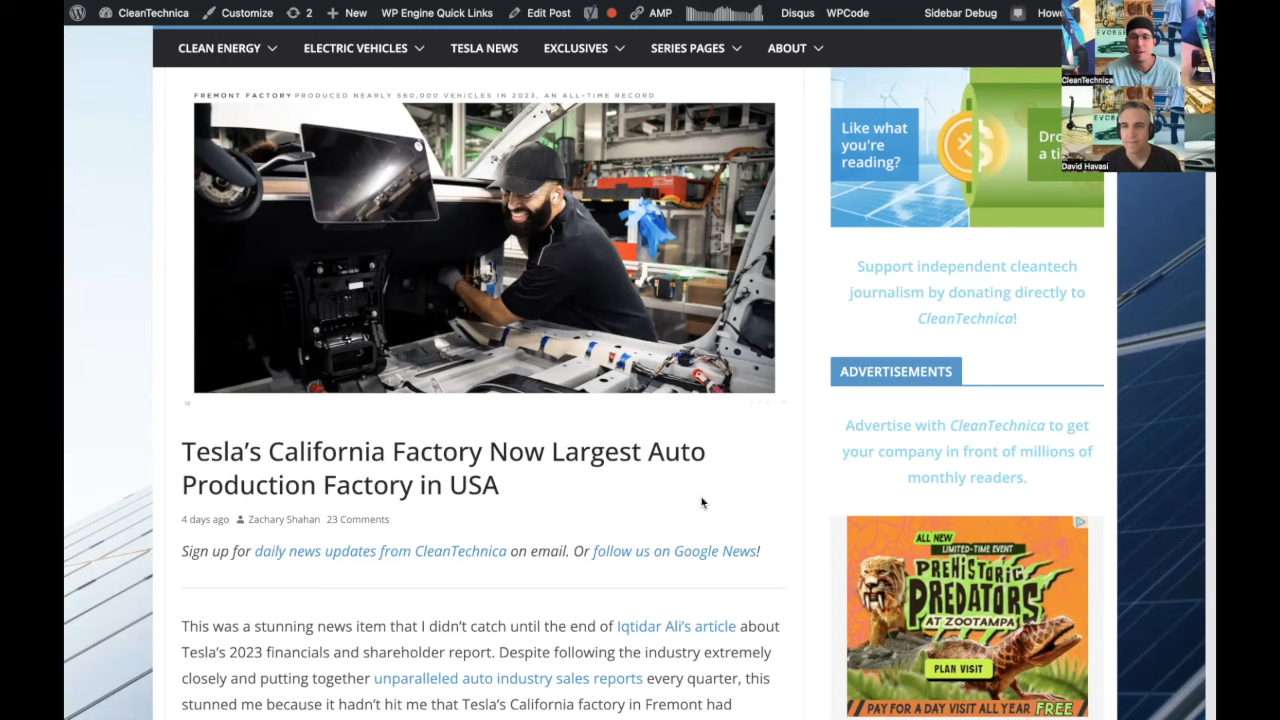 CleanTechnica
Customize
2
New
WP Engine Quick Links
Edit Post
AMP
Disqus
WPCode
Sidebar Debug
How
CLEAN ENERGY
ELECTRIC VEHICLES
TESLA NEWS
EXCLUSIVES
SERIES PAGES
ABOUT
CleanTechnica
EVOBSE
David Havasi
FREMONT FACTORY PRODUCED NEARLY 560,000 VEHICLES IN 2023, AN ALL-TIME RECORD
Like what
you're
reading?
Dro
a ti
Support independent cleantech
journalism by donating directly to
CleanTechnica!
ADVERTISEMENTS
Advertise with CleanTechnica to get
your company in front of millions of
monthly readers.
Tesla's California Factory Now Largest Auto
Production Factory in USA
4 days ago Zachary Shahan 23 Comments
Sign up for daily news updates from CleanTechnica on email. Or follow us on Google News!
This was a stunning news item that I didn't catch until the end of Iqtidar Ali's article about
Tesla's 2023 financials and shareholder report. Despite following the industry extremely
closely and putting together unparalleled auto industry sales reports every quarter, this
stunned me because it hadn't hit me that Tesla's California factory in Fremont had
ALL NEW
LIMITED-TIME EVENT
PREHISTORIC
PREDATORS
AT ZOOTAMPA
PLAN VISIT
PAY FOR A DAY VISIT ALL YEAR FREE